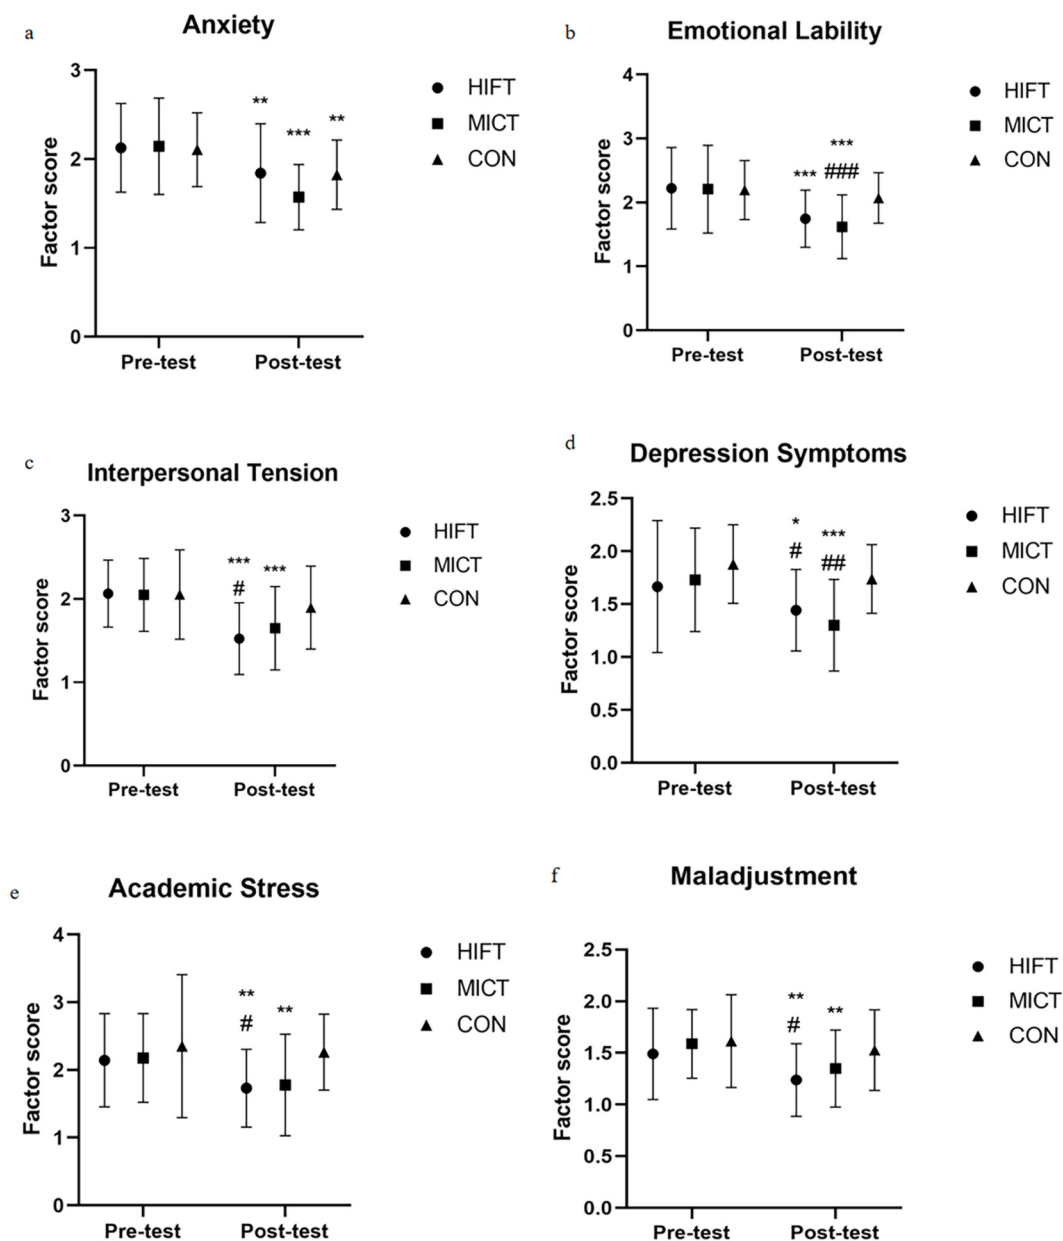 a
Anxiety
Factor score
3
2
1
0
**
***
**
Pre-test
Post-test
HIFT
MICT
CON
b
Emotional Lability
Factor score
4
3
2
1
0
***
***
###
Pre-test
Post-test
HIFT
MICT
CON
c
Interpersonal Tension
Factor score
3
2
1
0
***
#
***
Pre-test
Post-test
HIFT
MICT
CON
d
Depression Symptoms
Factor score
2.5
2.0
1.5
1.0
0.5
0.0
*
#
***
##
Pre-test
Post-test
HIFT
MICT
CON
e
Academic Stress
Factor score
4
3
2
1
0
**
#
**
Pre-test
Post-test
HIFT
MICT
CON
f
Maladjustment
Factor score
2.5
2.0
1.5
1.0
0.5
0.0
**
#
**
Pre-test
Post-test
HIFT
MICT
CON